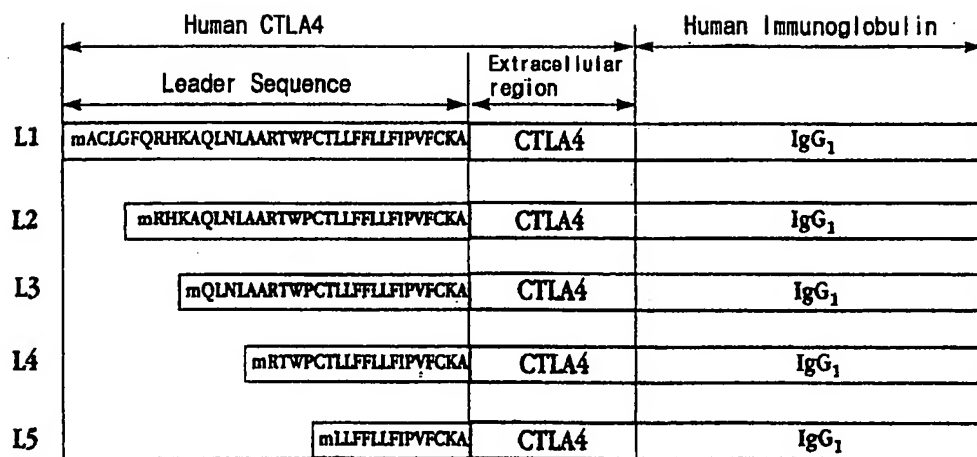 Human CTLA4 Human Immunoglobulin
Leader Sequence Extracellular region
L1 mACLGFQRHKAQLNLAARTWPCTLLFFLLFIPVFCKA CTLA4 IgG1
L2 mRHKAQLNLAARTWPCTLLFFLLFIPVFCKA CTLA4 IgG1
L3 mQLNLAARTWPCTLLFFLLFIPVFCKA CTLA4 IgG1
L4 mRTWPCTLLFFLLFIPVFCKA CTLA4 IgG1
L5 mLLFFLLFIPVFCKA CTLA4 IgG1